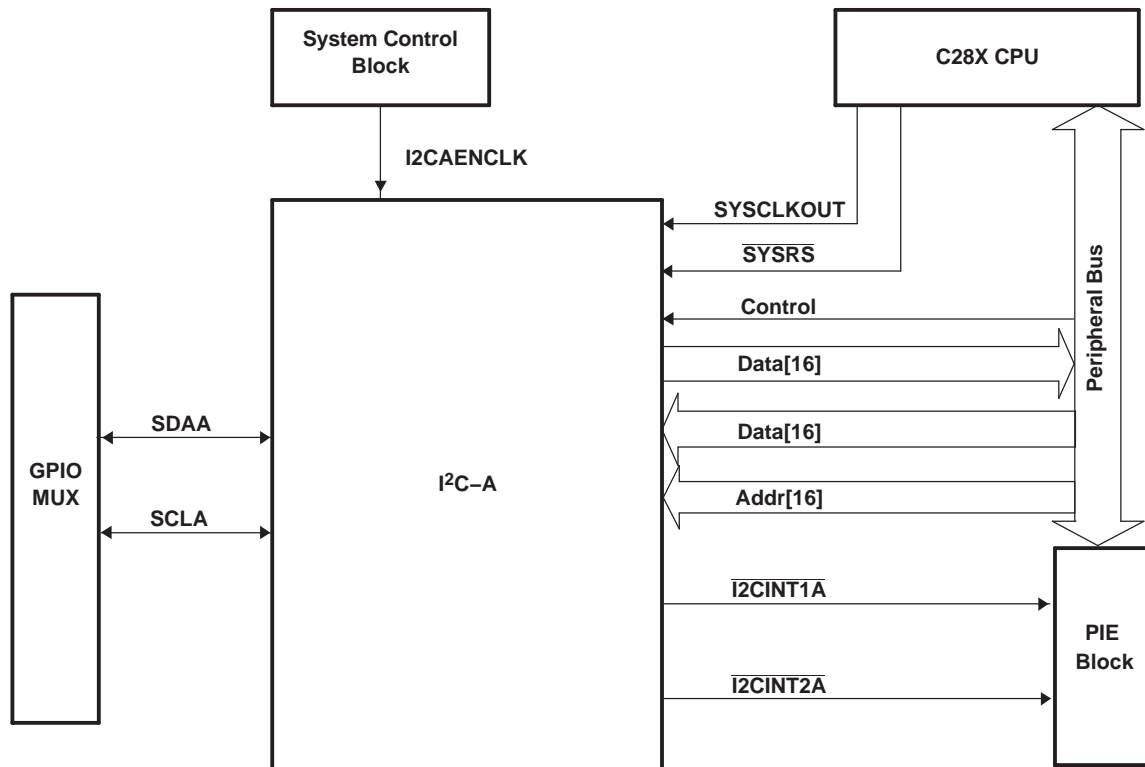 System Control
Block
C28X CPU
I2CAENCLK
SYSCLKOUT
SYSRS
Control
Data[16]
Data[16]
Addr[16]
Peripheral Bus
SDAA
SCLA
GPIO
MUX
I²C–A
I2CINT1A
I2CINT2A
PIE
Block